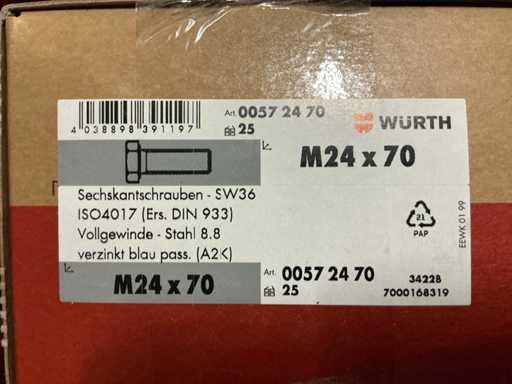 4 038898 391197
Art. 0057 24 70
25
WÜRTH
M24 x 70
Sechskantschrauben - SW36
ISO4017 (Ers. DIN 933)
Vollgewinde - Stahl 8.8
verzinkt blau pass. (A2K)
21
PAP
EEWK 01 99
M24 x 70
Art. 0057 24 70
25
3422B
7000168319